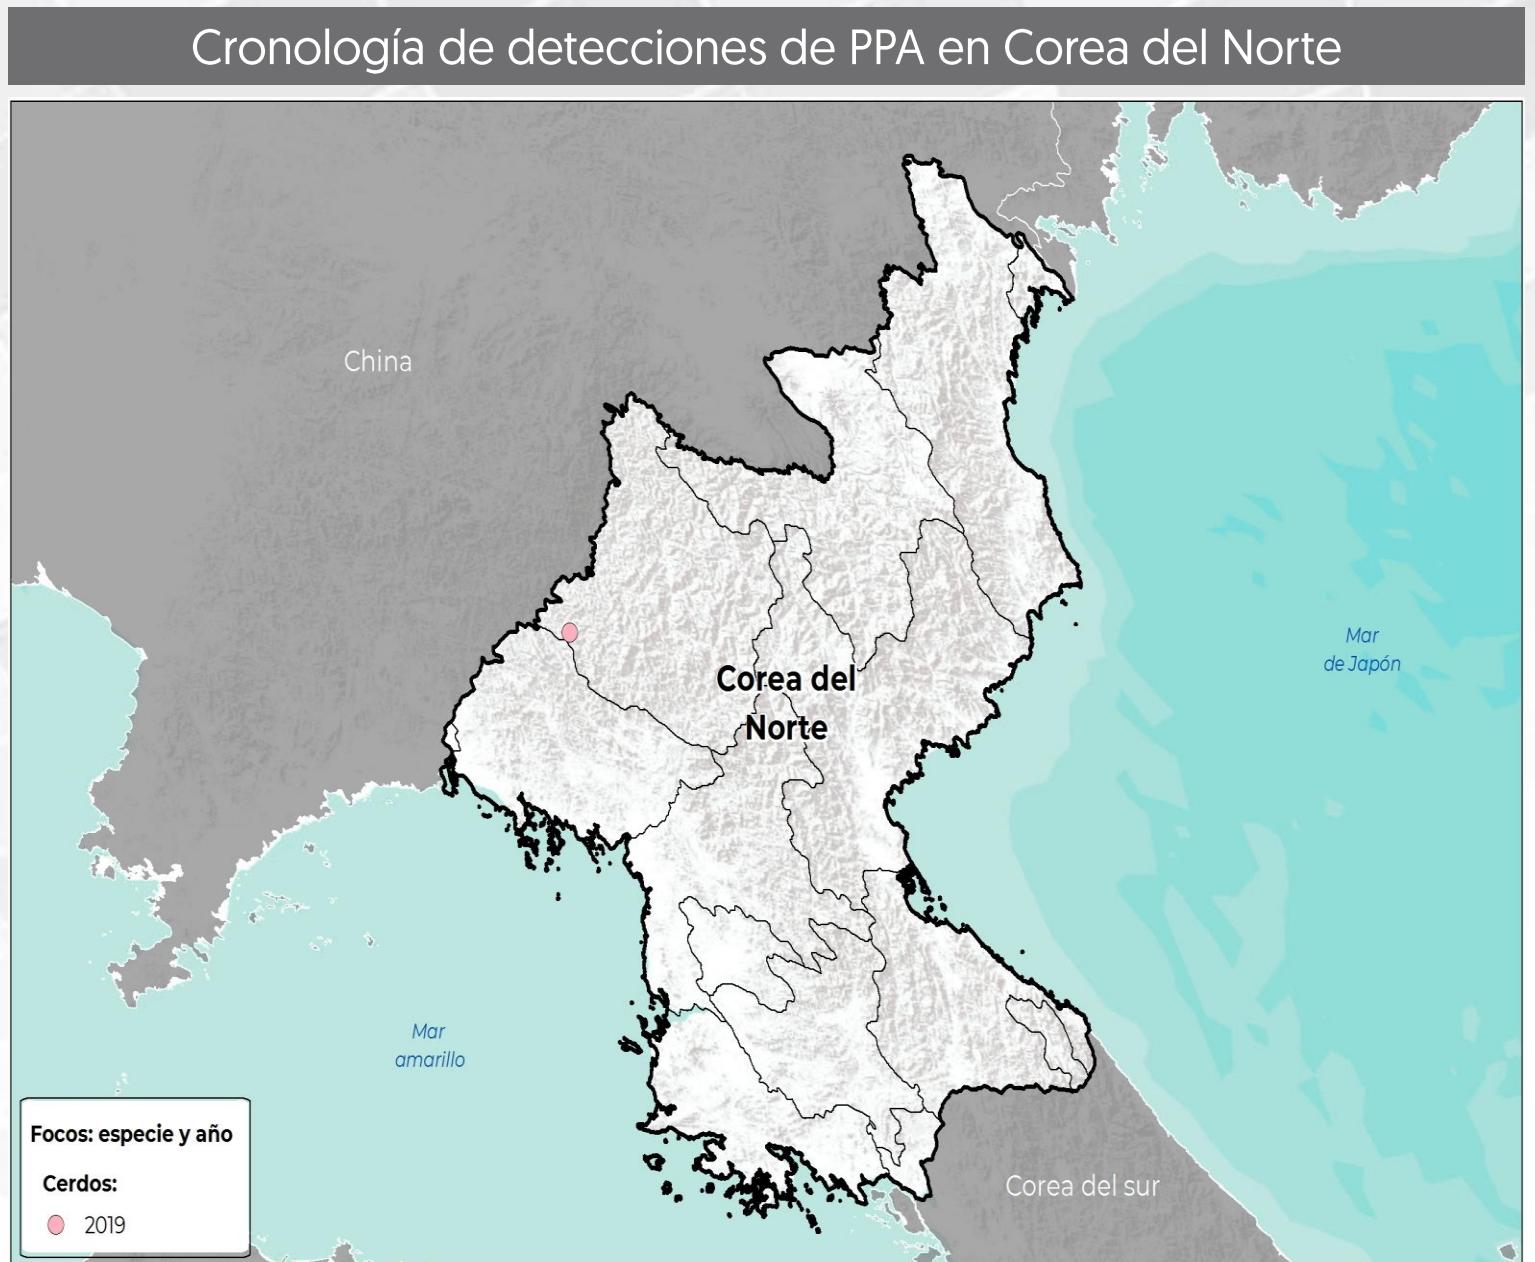 Cronología de detecciones de PPA en Corea del Norte
China
Mar
de Japón
Corea del
Norte
Mar
amarillo
Focos: especie y año
Cerdos:
2019
Corea del sur